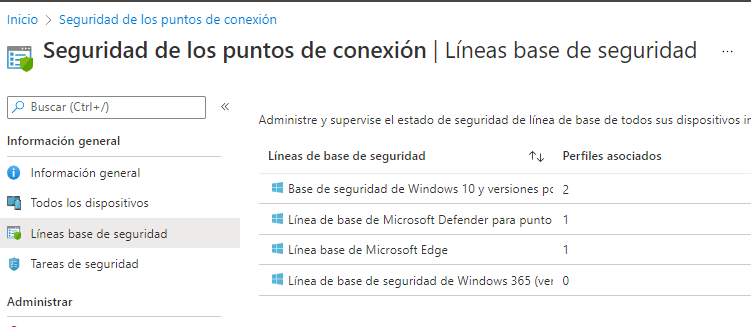 Inicio > Seguridad de los puntos de conexión
Seguridad de los puntos de conexión | Líneas base de seguridad ...
Buscar (Ctrl+/)
«
Información general
Información general
Todos los dispositivos
Líneas base de seguridad
Tareas de seguridad
Administrar
Administre y supervise el estado de seguridad de línea de base de todos sus dispositivos in
Líneas de base de seguridad Perfiles asociados
Base de seguridad de Windows 10 y versiones po 2
Línea de base de Microsoft Defender para punto 1
Línea base de Microsoft Edge 1
Línea de base de seguridad de Windows 365 (ver 0